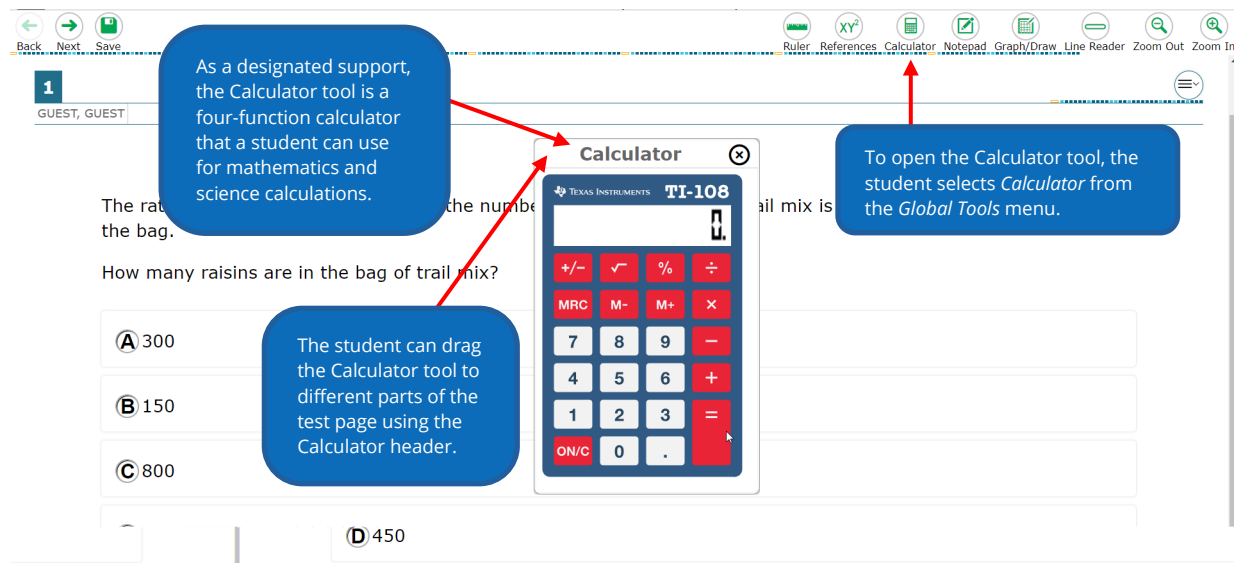 Back Next Save
Ruler References Calculator Notepad Graph/Draw Line Reader Zoom Out Zoom In
XY²
1
GUEST, GUEST
As a designated support,
the Calculator tool is a
four-function calculator
that a student can use
for mathematics and
science calculations.
To open the Calculator tool, the
student selects Calculator from
the Global Tools menu.
The
the
mix is
the bag.
How many raisins are in the bag of trail mix?
The student can drag
the Calculator tool to
different parts of the
test page using the
Calculator header.
Calculator
TEXAS INSTRUMENTS TI-108
0.
+/- √ % ÷
MRC M- M+ ×
7 8 9 −
4 5 6 +
1 2 3 =
ON/C 0 .
A 300
B 150
C 800
D 450